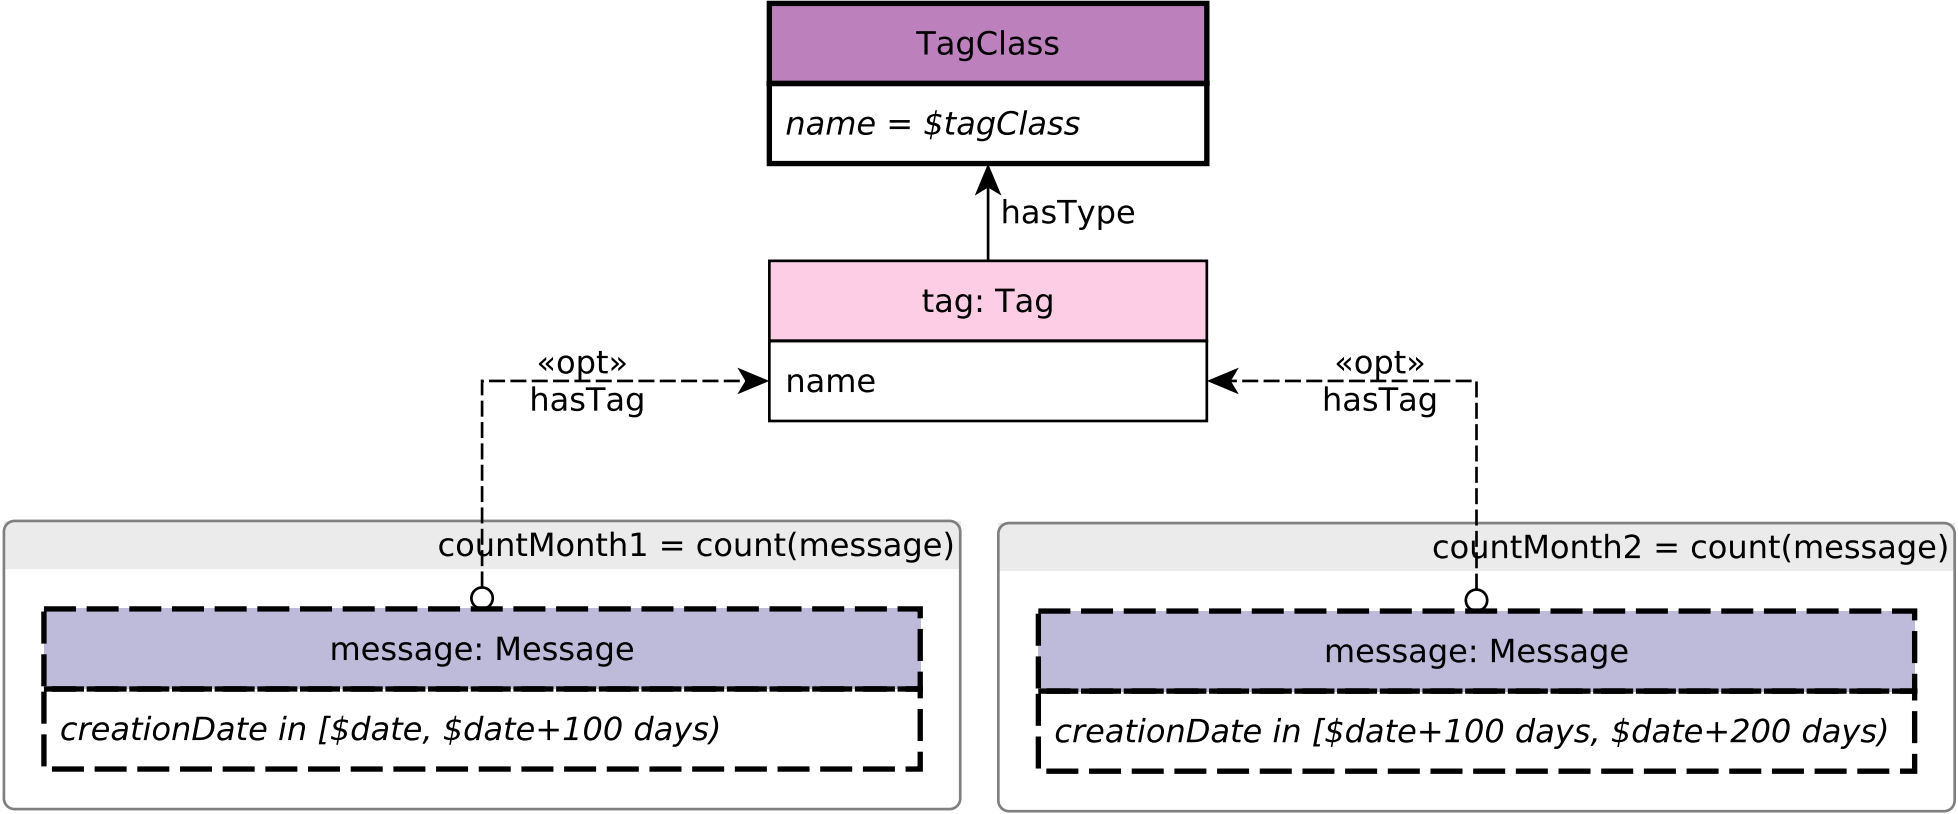 TagClass
name = $tagClass
hasType
tag: Tag
name
«opt»
hasTag
«opt»
hasTag
countMonth1 = count(message)
message: Message
creationDate in [$date, $date+100 days)
countMonth2 = count(message)
message: Message
creationDate in [$date+100 days, $date+200 days)